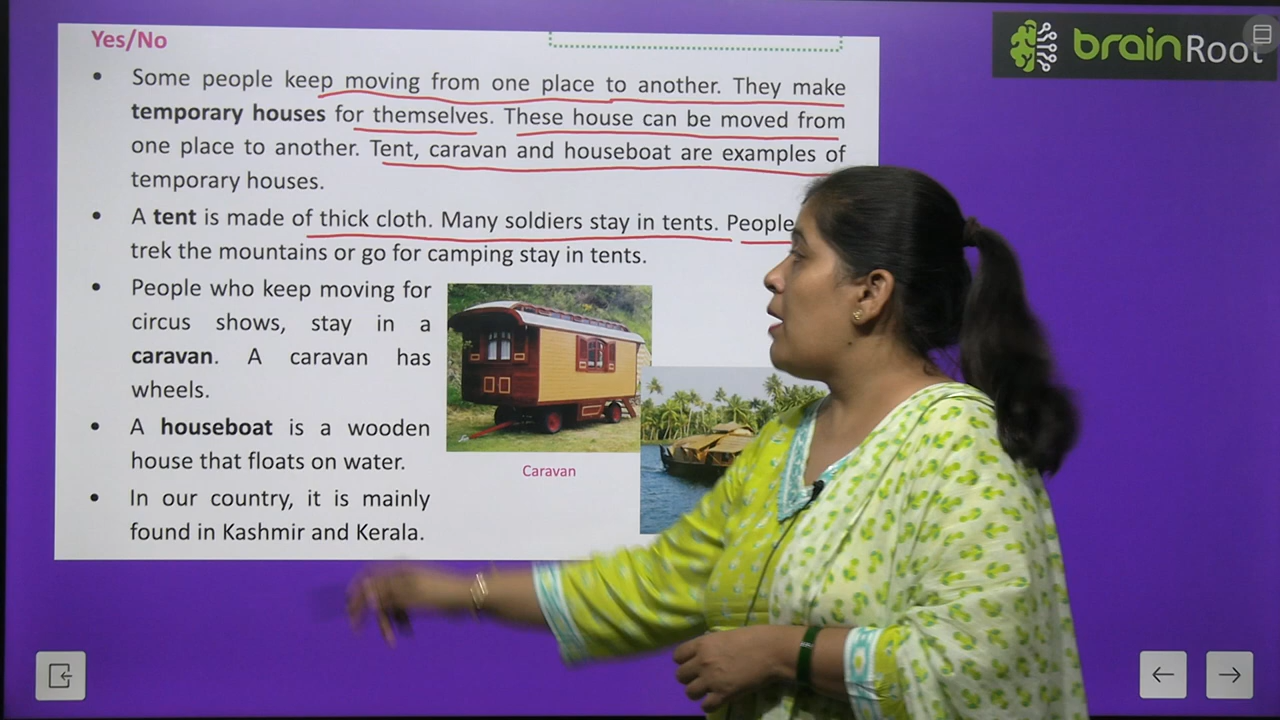 Yes/No
• Some people keep moving from one place to another. They make
temporary houses for themselves. These house can be moved from
one place to another. Tent, caravan and houseboat are examples of
temporary houses.
• A tent is made of thick cloth. Many soldiers stay in tents. People
trek the mountains or go for camping stay in tents.
• People who keep moving for
circus shows, stay in a
caravan. A caravan has
wheels.
• A houseboat is a wooden
house that floats on water.
• In our country, it is mainly
found in Kashmir and Kerala.
Caravan
brainRoot